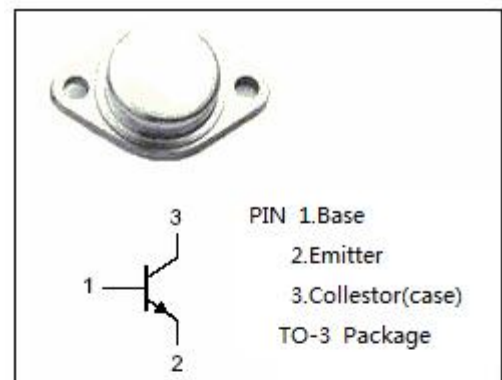 3
PIN 1.Base
2.Emitter
1
3.Collestor(case)
TO-3 Package
2